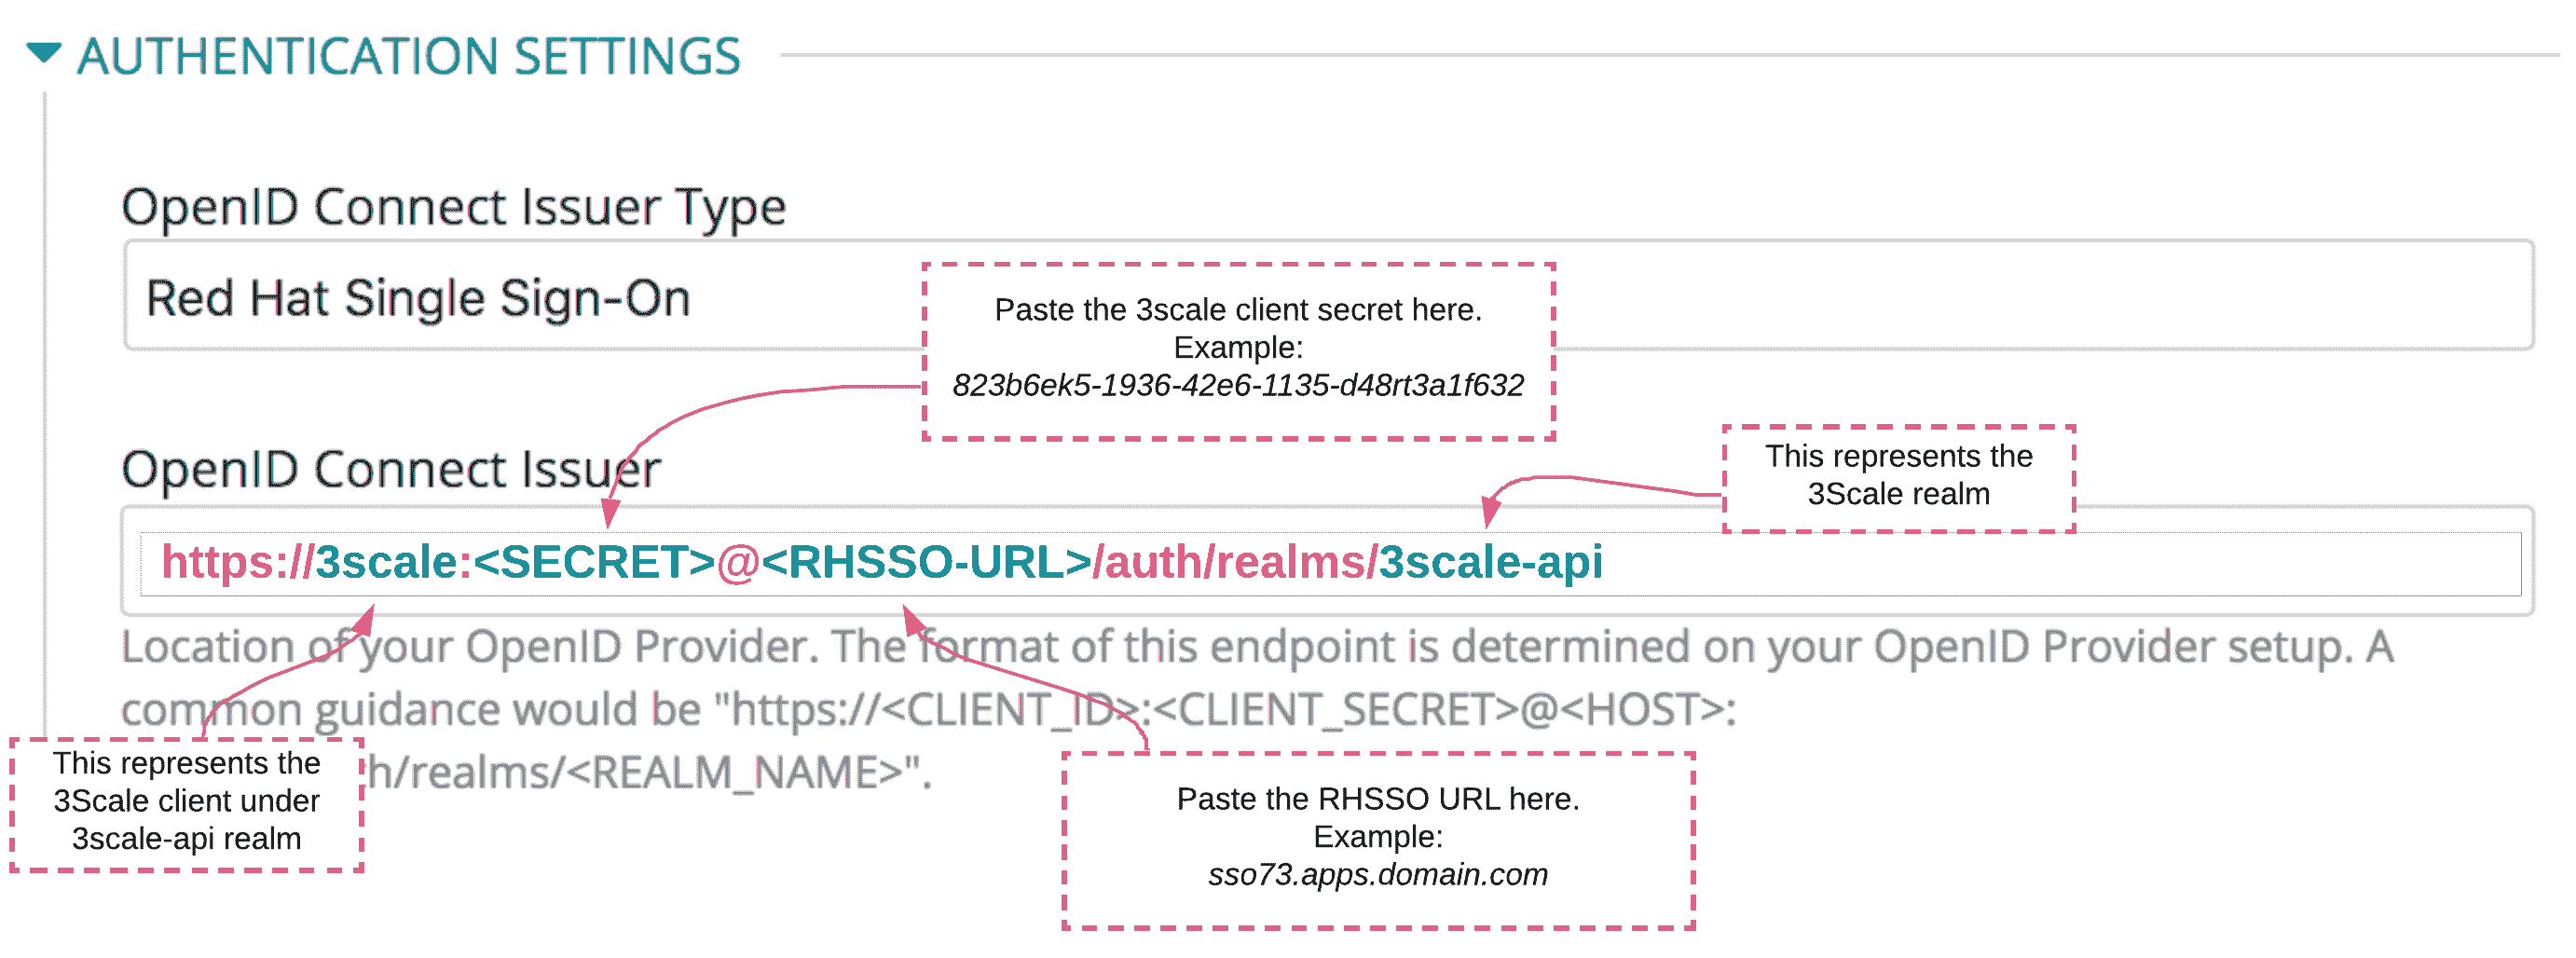 AUTHENTICATION SETTINGS
OpenID Connect Issuer Type
Red Hat Single Sign-On
Paste the 3scale client secret here.
Example:
823b6ek5-1936-42e6-1135-d48rt3a1f632
OpenID Connect Issuer
This represents the
3Scale realm
https://3scale:<SECRET>@<RHSSO-URL>/auth/realms/3scale-api
Location of your OpenID Provider. The format of this endpoint is determined on your OpenID Provider setup. A
common guidance would be "https://<CLIENT_ID>:<CLIENT_SECRET>@<HOST>:
h/realms/<REALM_NAME>".
This represents the
3Scale client under
3scale-api realm
Paste the RHSSO URL here.
Example:
sso73.apps.domain.com